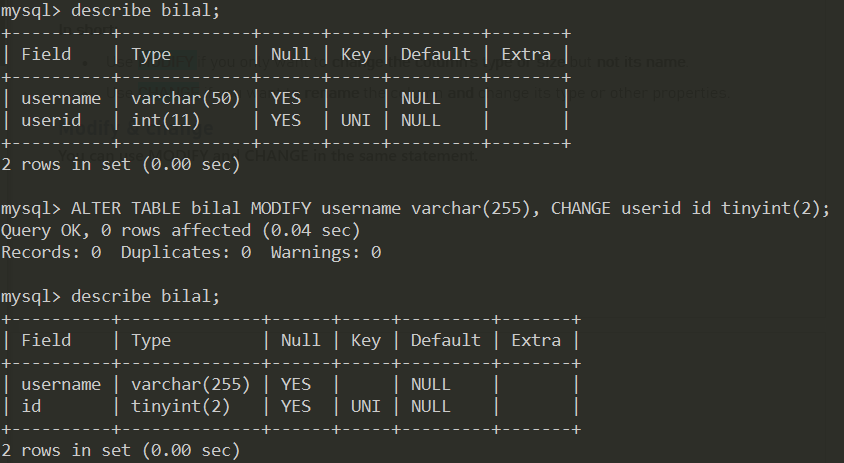 mysql> describe bilal;
+----------+-------------+------+-----+---------+-------+
| Field    | Type        | Null | Key | Default | Extra |
+----------+-------------+------+-----+---------+-------+
| username | varchar(50) | YES  |     | NULL    |       |
| userid   | int(11)     | YES  | UNI | NULL    |       |
+----------+-------------+------+-----+---------+-------+
2 rows in set (0.00 sec)
mysql> ALTER TABLE bilal MODIFY username varchar(255), CHANGE userid id tinyint(2);
Query OK, 0 rows affected (0.04 sec)
Records: 0  Duplicates: 0  Warnings: 0
mysql> describe bilal;
+----------+--------------+------+-----+---------+-------+
| Field    | Type         | Null | Key | Default | Extra |
+----------+--------------+------+-----+---------+-------+
| username | varchar(255) | YES  |     | NULL    |       |
| id       | tinyint(2)   | YES  | UNI | NULL    |       |
+----------+--------------+------+-----+---------+-------+
2 rows in set (0.00 sec)